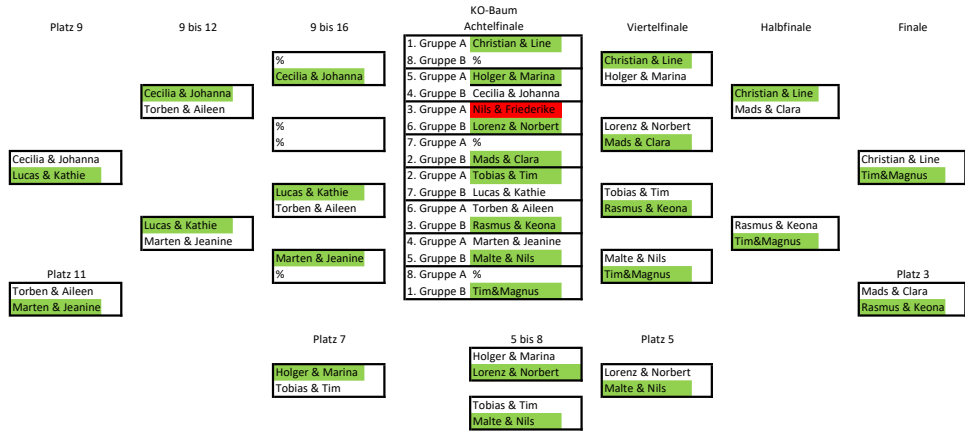 KO-Baum
Platz 9 9 bis 12 9 bis 16 Achtelfinale Viertelfinale Halbfinale Finale
1. Gruppe A Christian & Line
% 8. Gruppe B % Christian & Line
Cecilia & Johanna 5. Gruppe A Holger & Marina Holger & Marina
Cecilia & Johanna 4. Gruppe B Cecilia & Johanna Christian & Line
Torben & Aileen 3. Gruppe A Nils & Friederike Mads & Clara
% 6. Gruppe B Lorenz & Norbert Lorenz & Norbert
% 7. Gruppe A % Mads & Clara
Cecilia & Johanna 2. Gruppe B Mads & Clara Christian & Line
Lucas & Kathie 2. Gruppe A Tobias & Tim Tim&Magnus
Lucas & Kathie 7. Gruppe B Lucas & Kathie Tobias & Tim
Torben & Aileen 6. Gruppe A Torben & Aileen Rasmus & Keona
Lucas & Kathie 3. Gruppe B Rasmus & Keona Rasmus & Keona
Marten & Jeanine 4. Gruppe A Marten & Jeanine Tim&Magnus
Marten & Jeanine 5. Gruppe B Malte & Nils Malte & Nils
Platz 11 % 8. Gruppe A % Tim&Magnus Platz 3
Torben & Aileen 1. Gruppe B Tim&Magnus Mads & Clara
Marten & Jeanine Rasmus & Keona
Platz 7 5 bis 8 Platz 5
Holger & Marina
Holger & Marina Lorenz & Norbert Lorenz & Norbert
Tobias & Tim Malte & Nils
Tobias & Tim
Malte & Nils